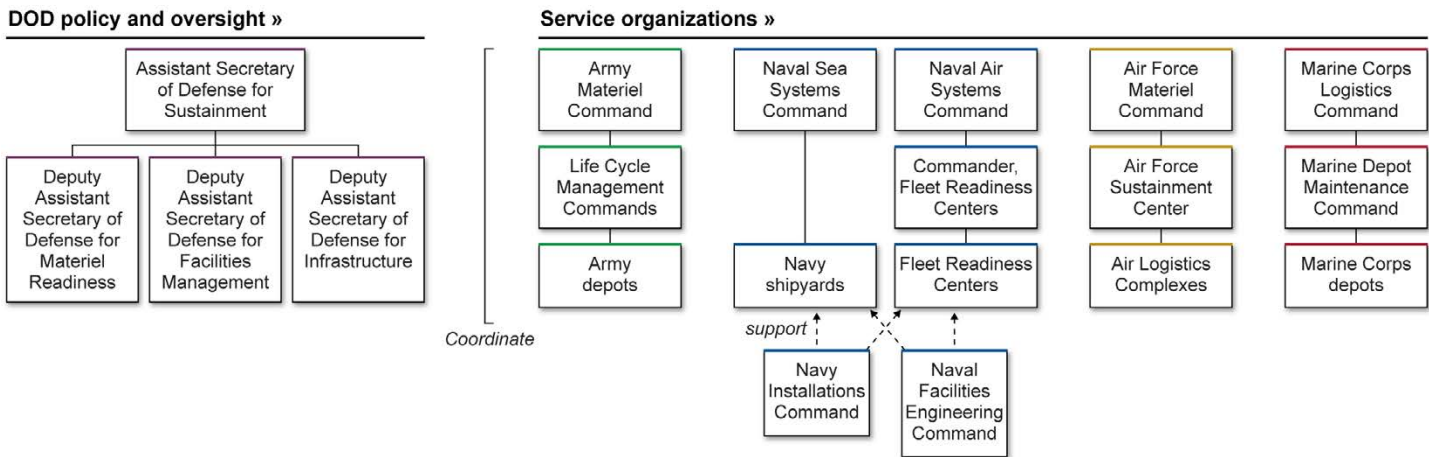 DOD policy and oversight »
Assistant Secretary
of Defense for
Sustainment
Deputy
Assistant
Secretary of
Defense for
Materiel
Readiness
Deputy
Assistant
Secretary of
Defense for
Facilities
Management
Deputy
Assistant
Secretary of
Defense for
Infrastructure
Coordinate
Service organizations »
Army
Materiel
Command
Life Cycle
Management
Commands
Army
depots
Naval Sea
Systems
Command
Navy
shipyards
Naval Air
Systems
Command
Commander,
Fleet Readiness
Centers
Fleet Readiness
Centers
Air Force
Materiel
Command
Air Force
Sustainment
Center
Air Logistics
Complexes
Marine Corps
Logistics
Command
Marine Depot
Maintenance
Command
Marine Corps
depots
support
Navy
Installations
Command
Naval
Facilities
Engineering
Command